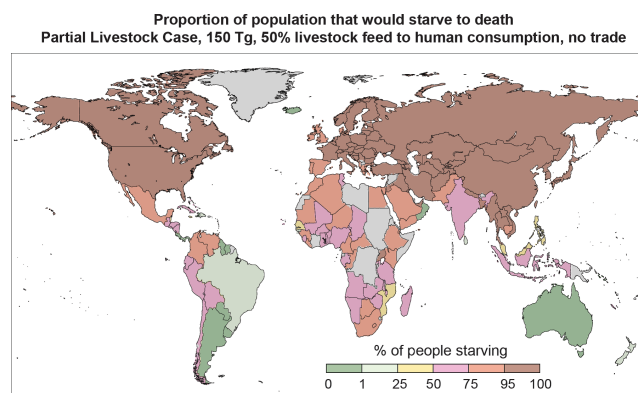 Proportion of population that would starve to death
Partial Livestock Case, 150 Tg, 50% livestock feed to human consumption, no trade
% of people starving
0 1 25 50 75 95 100